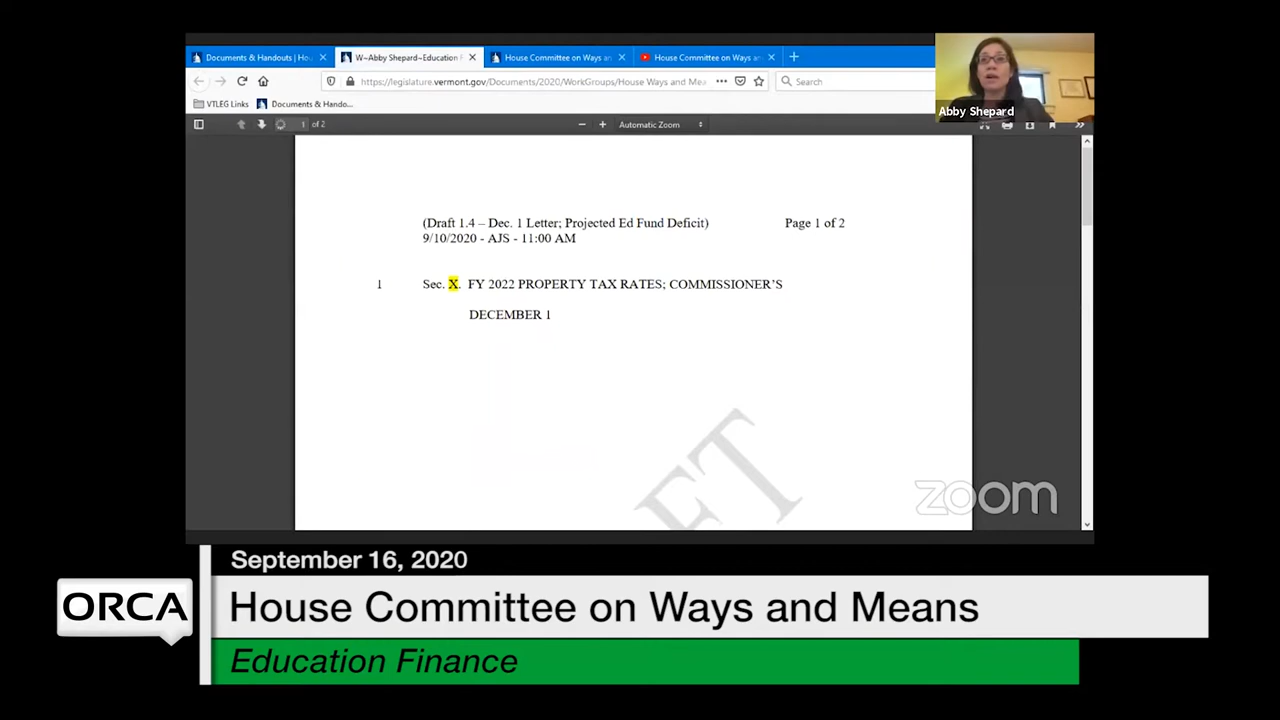 Documents & Handouts | Hou
W~Abby Shepard~Education F
House Committee on Ways an
House Committee on Ways an
https://legislature.vermont.gov/Documents/2020/WorkGroups/House Ways and Mea
Search
VTLEG Links
Documents & Hando...
Abby Shepard
1 of 2
Automatic Zoom
(Draft 1.4 – Dec. 1 Letter; Projected Ed Fund Deficit) Page 1 of 2
9/10/2020 - AJS - 11:00 AM
1 Sec. X. FY 2022 PROPERTY TAX RATES; COMMISSIONER'S
DECEMBER 1
FT
zoom
September 16, 2020
ORCA
House Committee on Ways and Means
Education Finance